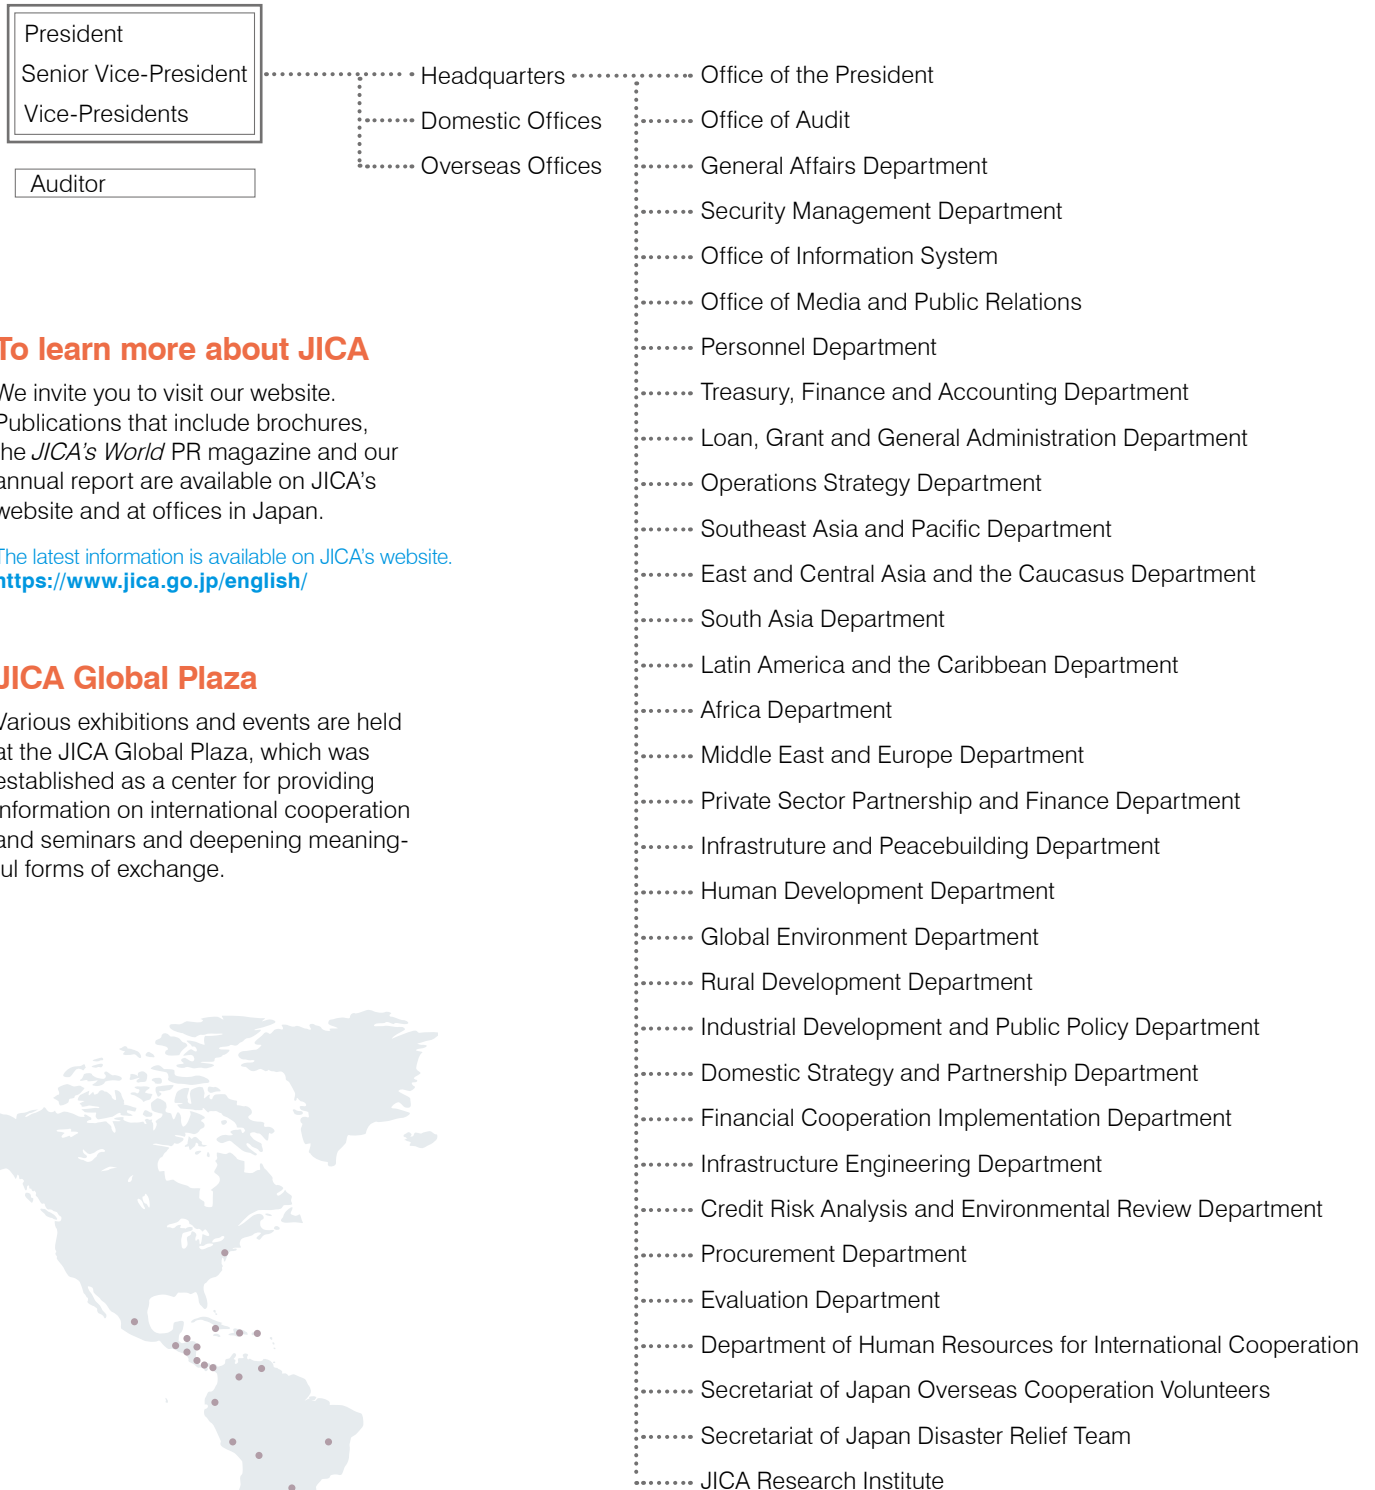 President
Senior Vice-President
Vice-Presidents
Auditor
Headquarters
Domestic Offices
Overseas Offices
Office of the President
Office of Audit
General Affairs Department
Security Management Department
Office of Information System
Office of Media and Public Relations
Personnel Department
Treasury, Finance and Accounting Department
Loan, Grant and General Administration Department
Operations Strategy Department
Southeast Asia and Pacific Department
East and Central Asia and the Caucasus Department
South Asia Department
Latin America and the Caribbean Department
Africa Department
Middle East and Europe Department
Private Sector Partnership and Finance Department
Infrastruture and Peacebuilding Department
Human Development Department
Global Environment Department
Rural Development Department
Industrial Development and Public Policy Department
Domestic Strategy and Partnership Department
Financial Cooperation Implementation Department
Infrastructure Engineering Department
Credit Risk Analysis and Environmental Review Department
Procurement Department
Evaluation Department
Department of Human Resources for International Cooperation
Secretariat of Japan Overseas Cooperation Volunteers
Secretariat of Japan Disaster Relief Team
JICA Research Institute
To learn more about JICA
We invite you to visit our website.
Publications that include brochures,
the JICA's World PR magazine and our
annual report are available on JICA's
website and at offices in Japan.
The latest information is available on JICA's website.
https://www.jica.go.jp/english/
JICA Global Plaza
Various exhibitions and events are held
at the JICA Global Plaza, which was
established as a center for providing
information on international cooperation
and seminars and deepening meaning-
ful forms of exchange.